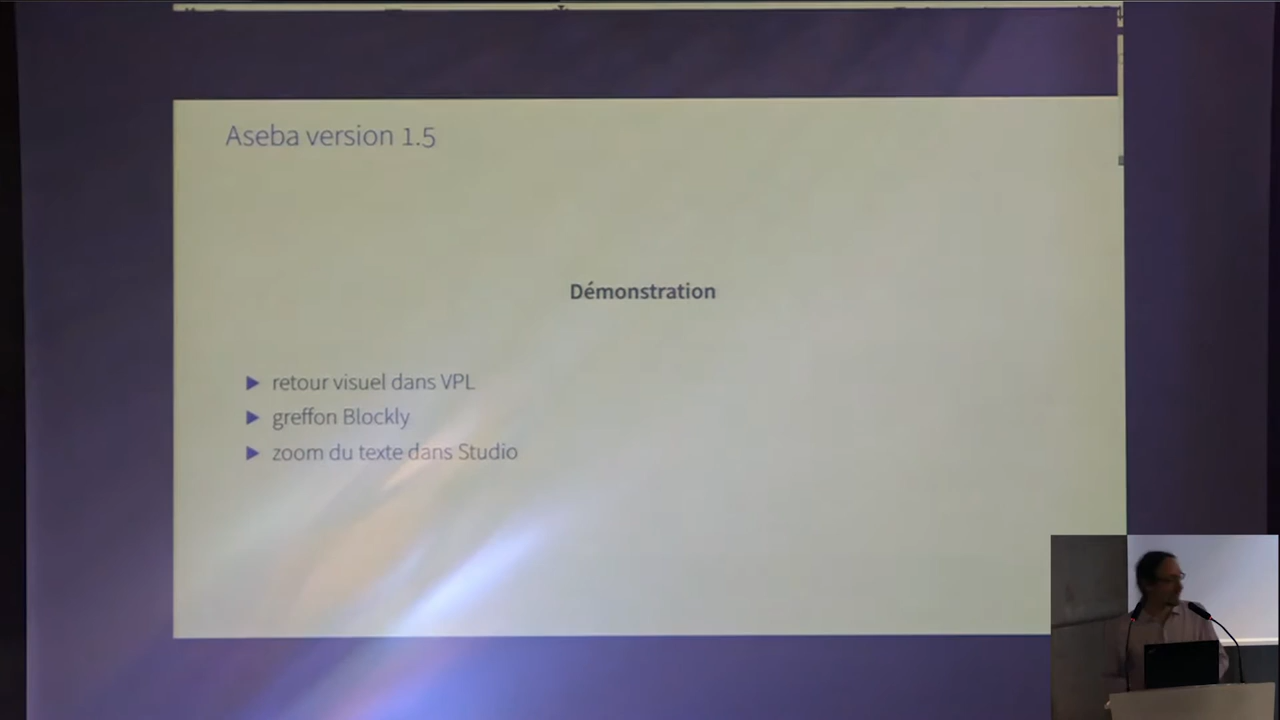 Aseba version 1.5
Démonstration
retour visuel dans VPL
greffon Blockly
zoom du texte dans Studio